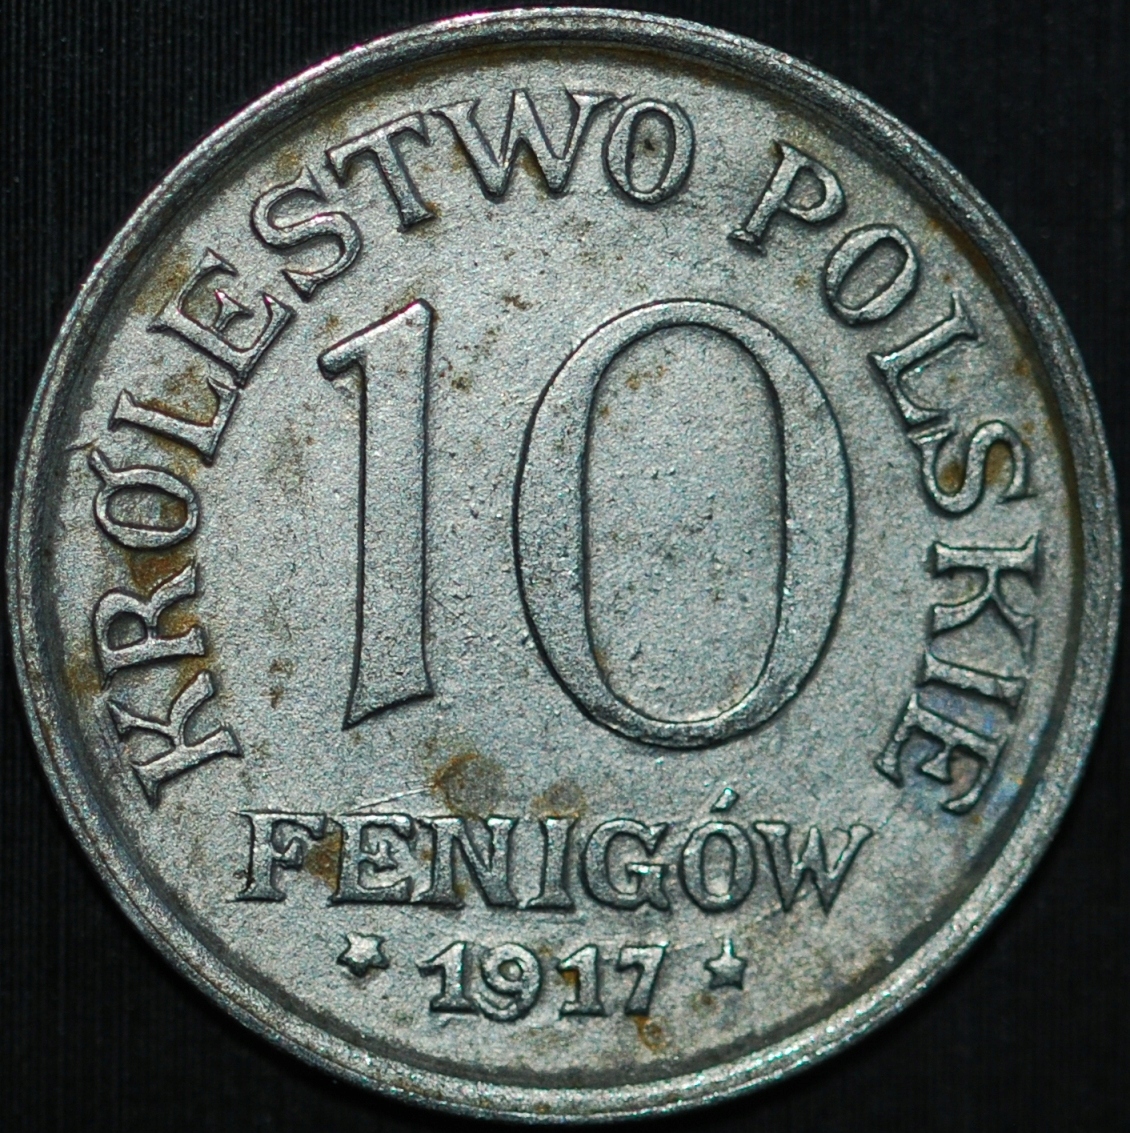 KRÓLESTWO POLSKIE
10
FENIGÓW
* 1917 *